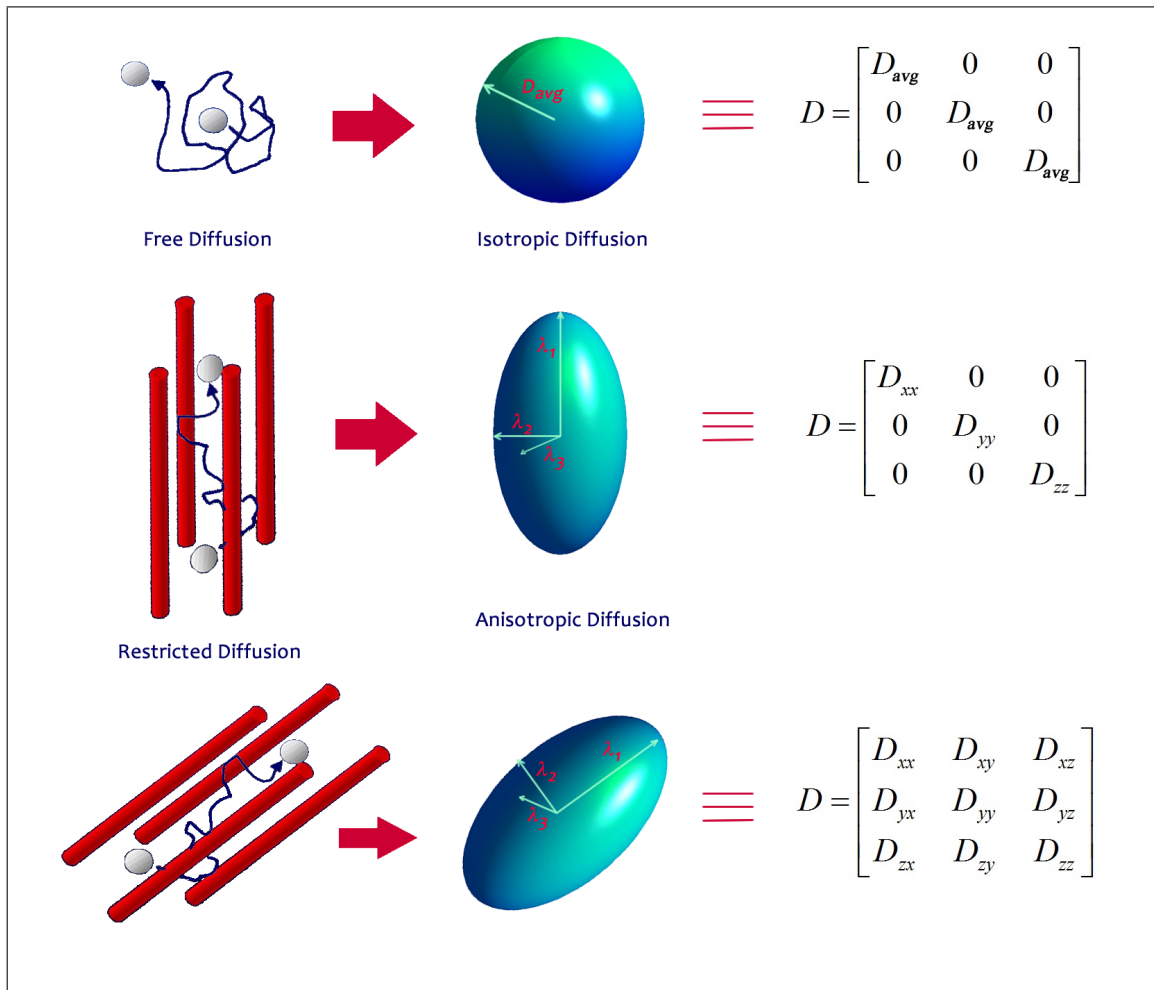 D_avg
D = [D_avg 0 0
0 D_avg 0
0 0 D_avg]
Free Diffusion
Isotropic Diffusion
λ₁
λ₂
λ₃
D = [D_xx 0 0
0 D_yy 0
0 0 D_zz]
Anisotropic Diffusion
Restricted Diffusion
λ₁
λ₂
λ₃
D = [D_xx D_xy D_xz
D_yx D_yy D_yz
D_zx D_zy D_zz]